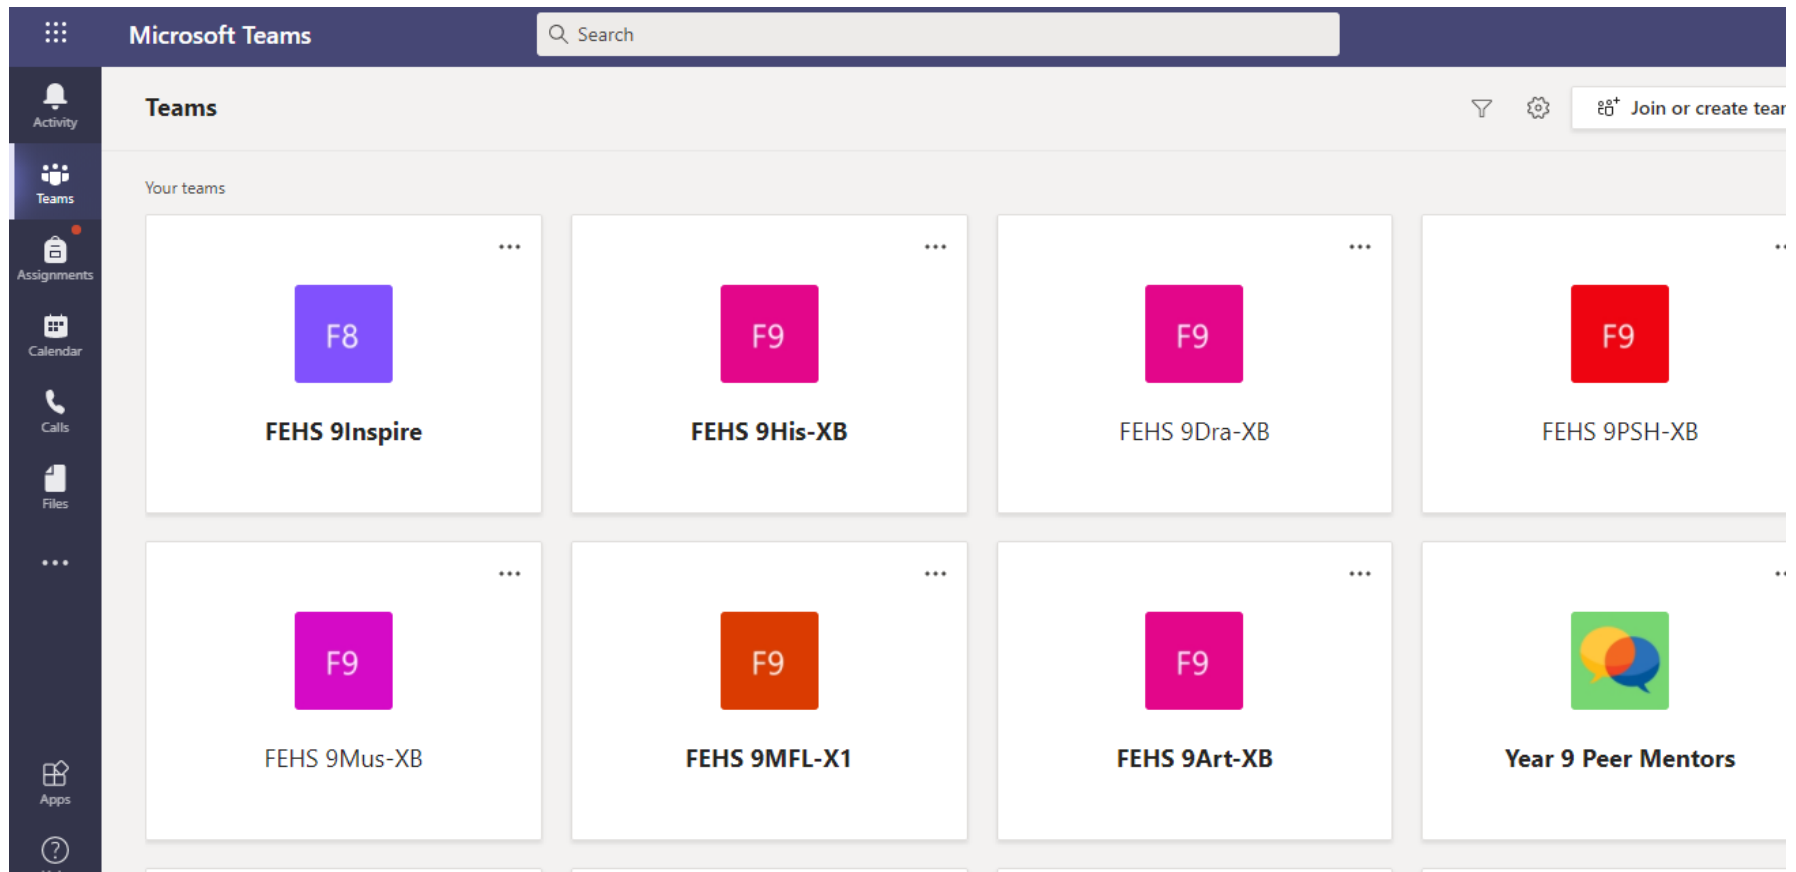 Microsoft Teams
Search
Activity
Teams
Assignments
Calendar
Calls
Files
Apps
Teams
Join or create
Your teams
F8
FEHS 9Inspire
F9
FEHS 9His-XB
F9
FEHS 9Dra-XB
F9
FEHS 9PSH-XB
F9
FEHS 9Mus-XB
F9
FEHS 9MFL-X1
F9
FEHS 9Art-XB
Year 9 Peer Mentors